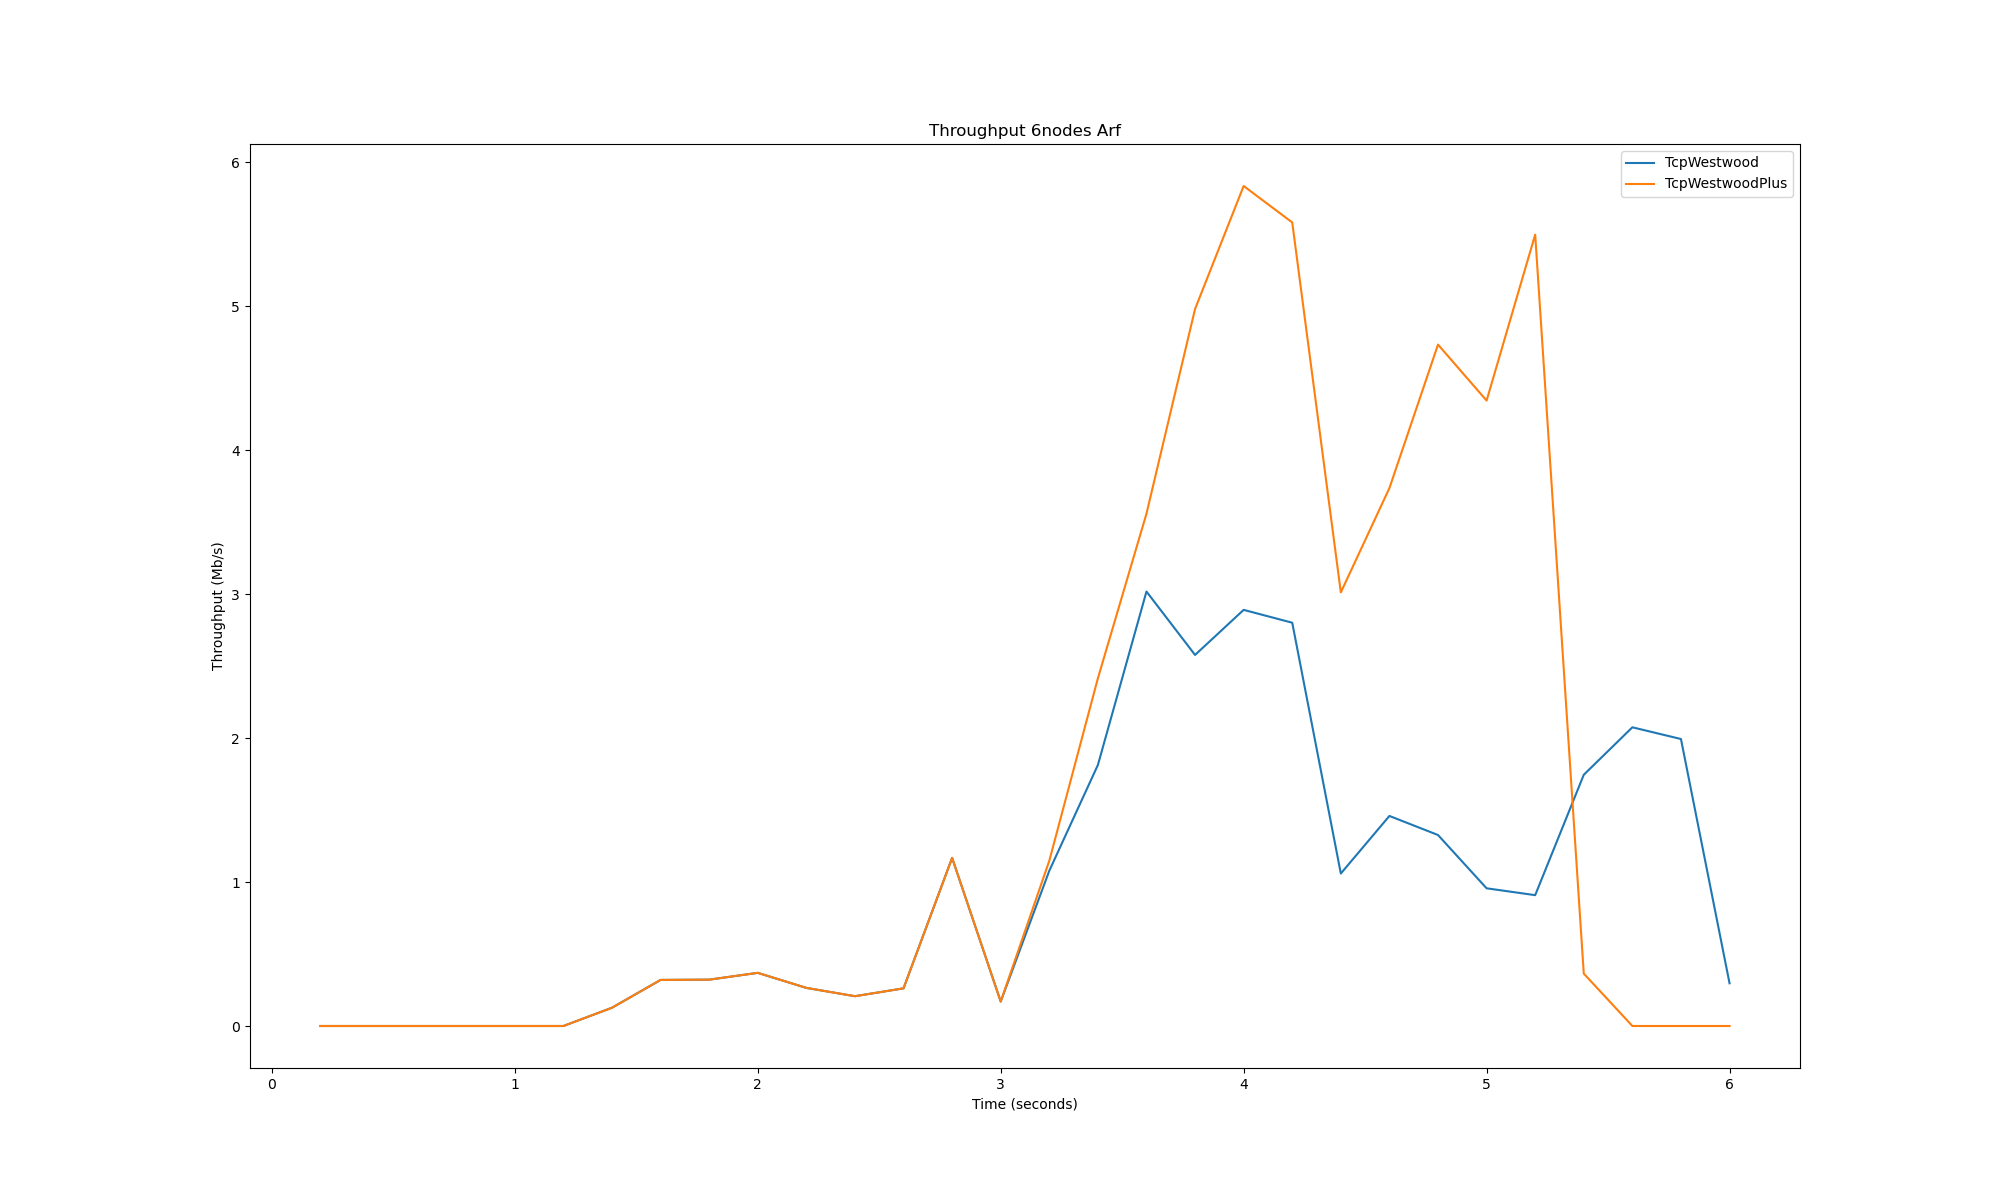 Throughput 6nodes Arf
TcpWestwood
TcpWestwoodPlus
Throughput (Mb/s)
6
5
4
3
2
1
0
0 1 2 3 4 5 6
Time (seconds)